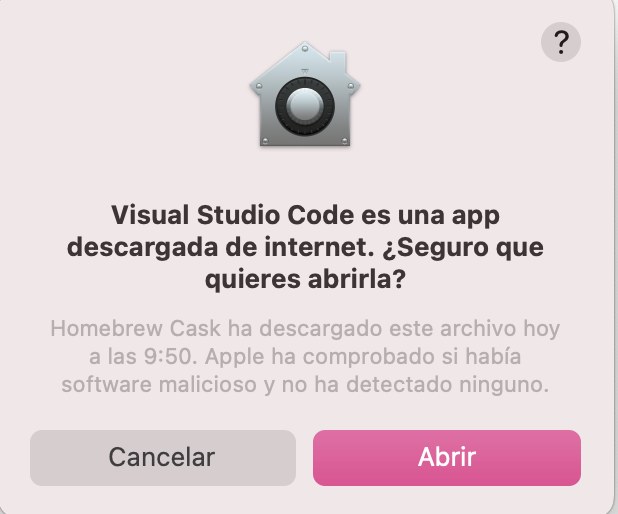 ?
Visual Studio Code es una app
descargada de internet. ¿Seguro que
quieres abrirla?
Homebrew Cask ha descargado este archivo hoy
a las 9:50. Apple ha comprobado si había
software malicioso y no ha detectado ninguno.
Cancelar
Abrir